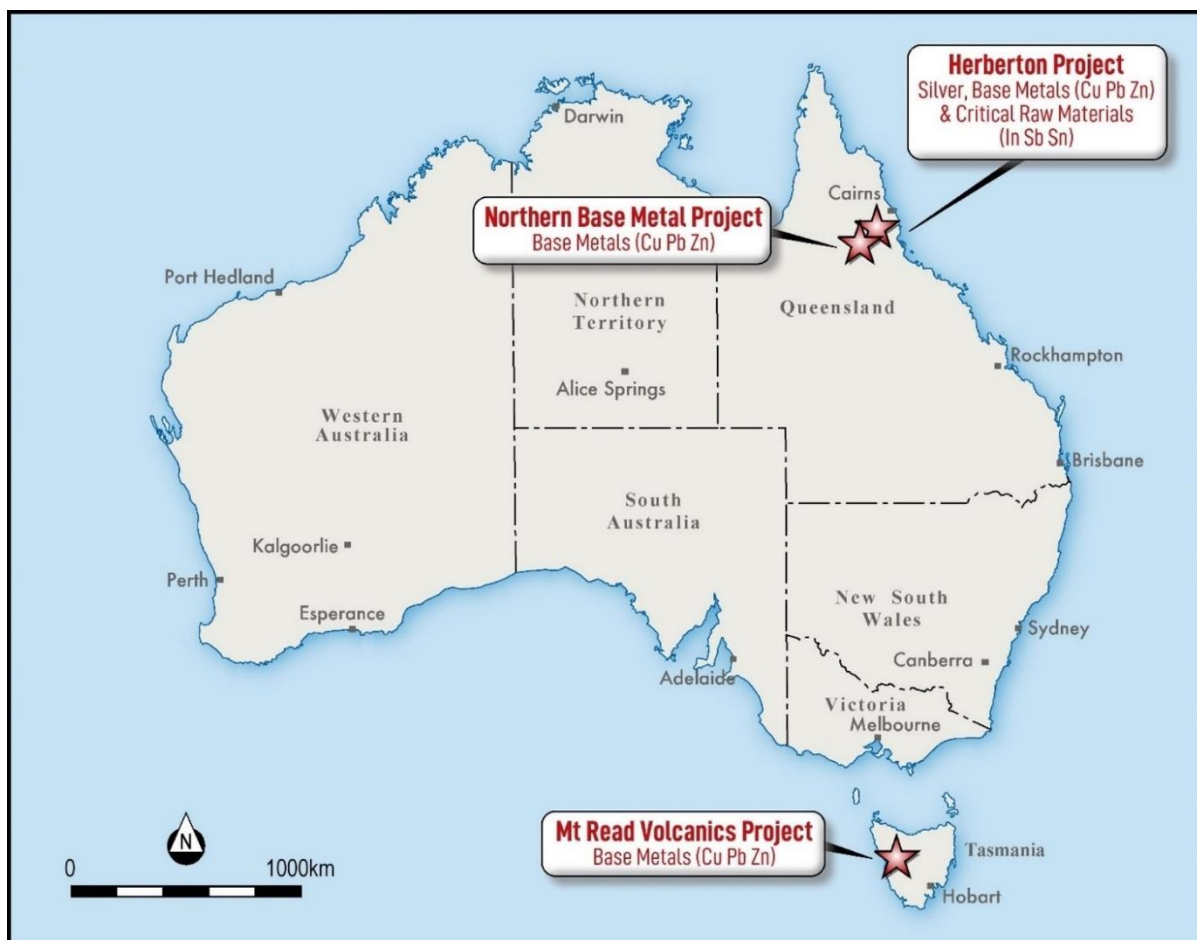 Herberton Project
Silver, Base Metals (Cu Pb Zn)
& Critical Raw Materials
(In Sb Sn)
Darwin
Cairns
Northern Base Metal Project
Base Metals (Cu Pb Zn)
Port Hedland
Northern
Territory
Queensland
Rockhampton
Alice Springs
Western
Australia
Brisbane
South
Australia
Kalgoorlie
Perth
Esperance
New South
Wales
Sydney
Canberra
Adelaide
Victoria
Melbourne
Mt Read Volcanics Project
Base Metals (Cu Pb Zn)
Tasmania
Hobart
N
0 1000km